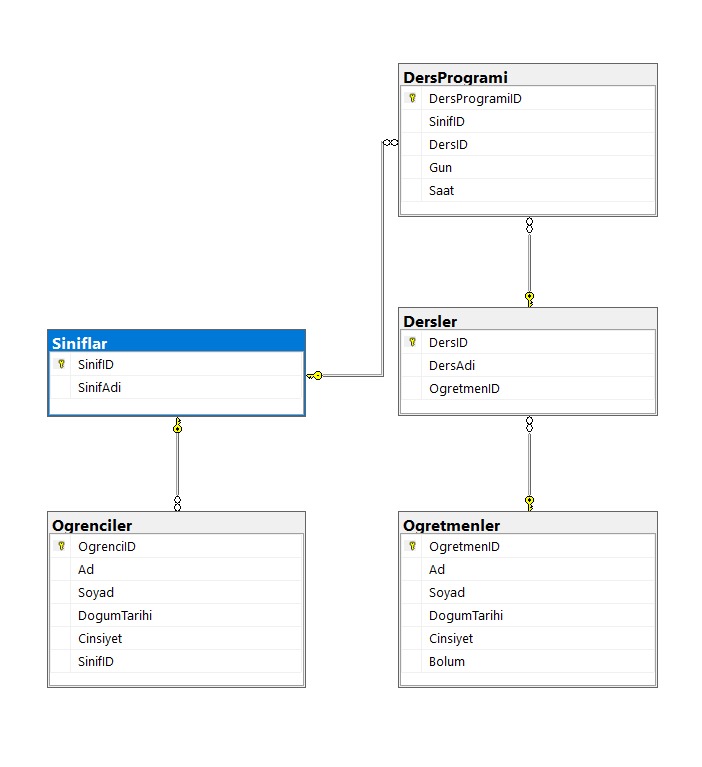 DersProgrami
DersProgramiID
SinifID
DersID
Gun
Saat
Siniflar
SinifID
SinifAdi
Dersler
DersID
DersAdi
OgretmenID
Ogrenciler
OgrenciID
Ad
Soyad
DogumTarihi
Cinsiyet
SinifID
Ogretmenler
OgretmenID
Ad
Soyad
DogumTarihi
Cinsiyet
Bolum